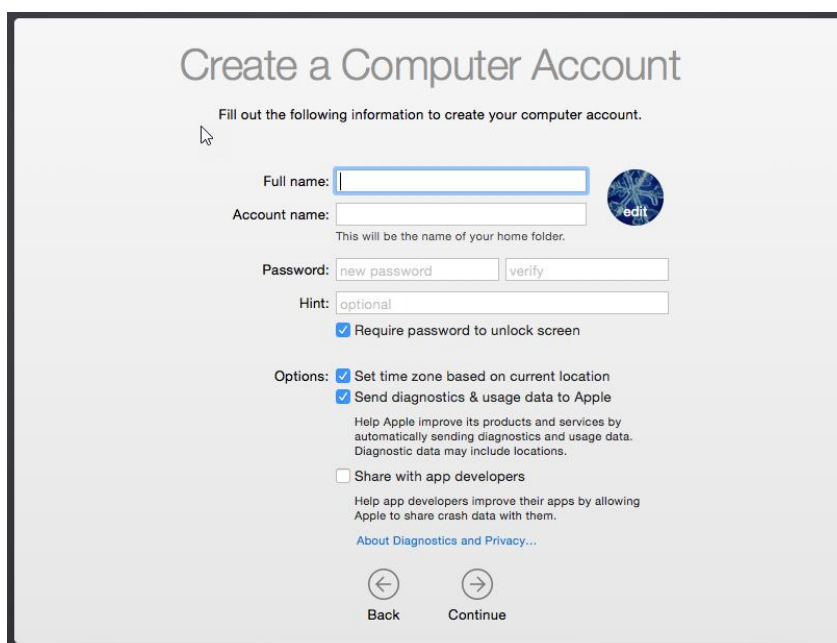 Create a Computer Account
Fill out the following information to create your computer account.
Full name:
edit
Account name:
This will be the name of your home folder.
Password: new password verify
Hint: optional
Require password to unlock screen
Options: Set time zone based on current location
Send diagnostics & usage data to Apple
Help Apple improve its products and services by
automatically sending diagnostics and usage data.
Diagnostic data may include locations.
Share with app developers
Help app developers improve their apps by allowing
Apple to share crash data with them.
About Diagnostics and Privacy...
Back Continue